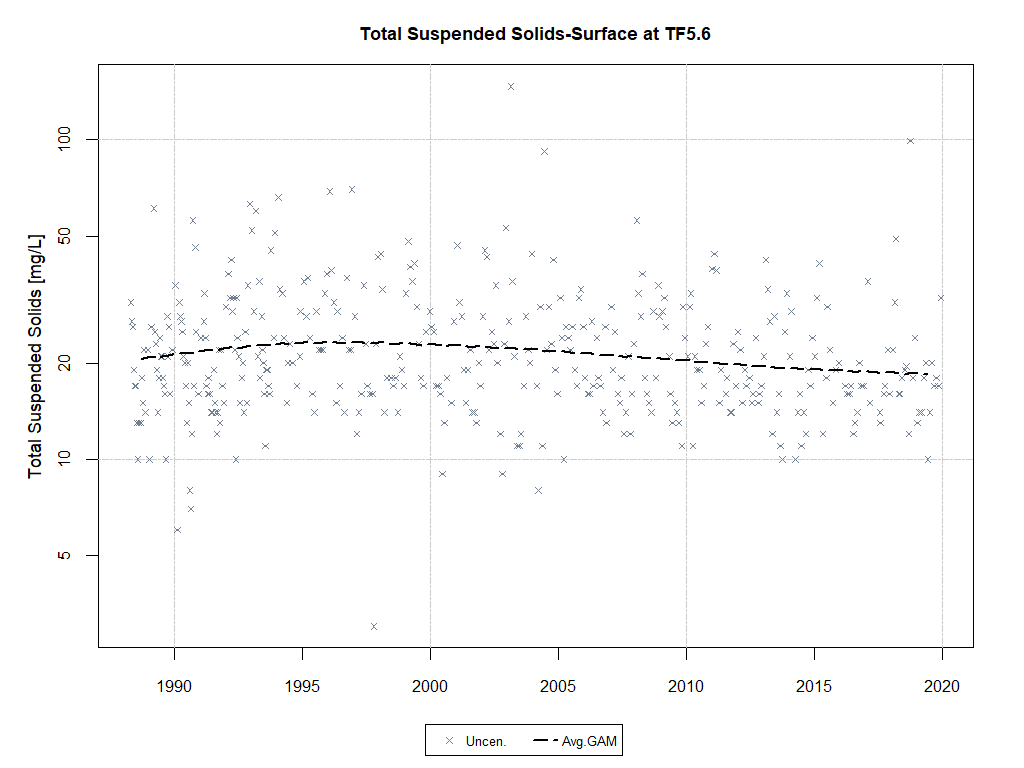 Total Suspended Solids-Surface at TF5.6
Total Suspended Solids [mg/L]
100
50
20
10
5
1990 1995 2000 2005 2010 2015 2020
Uncen. Avg.GAM